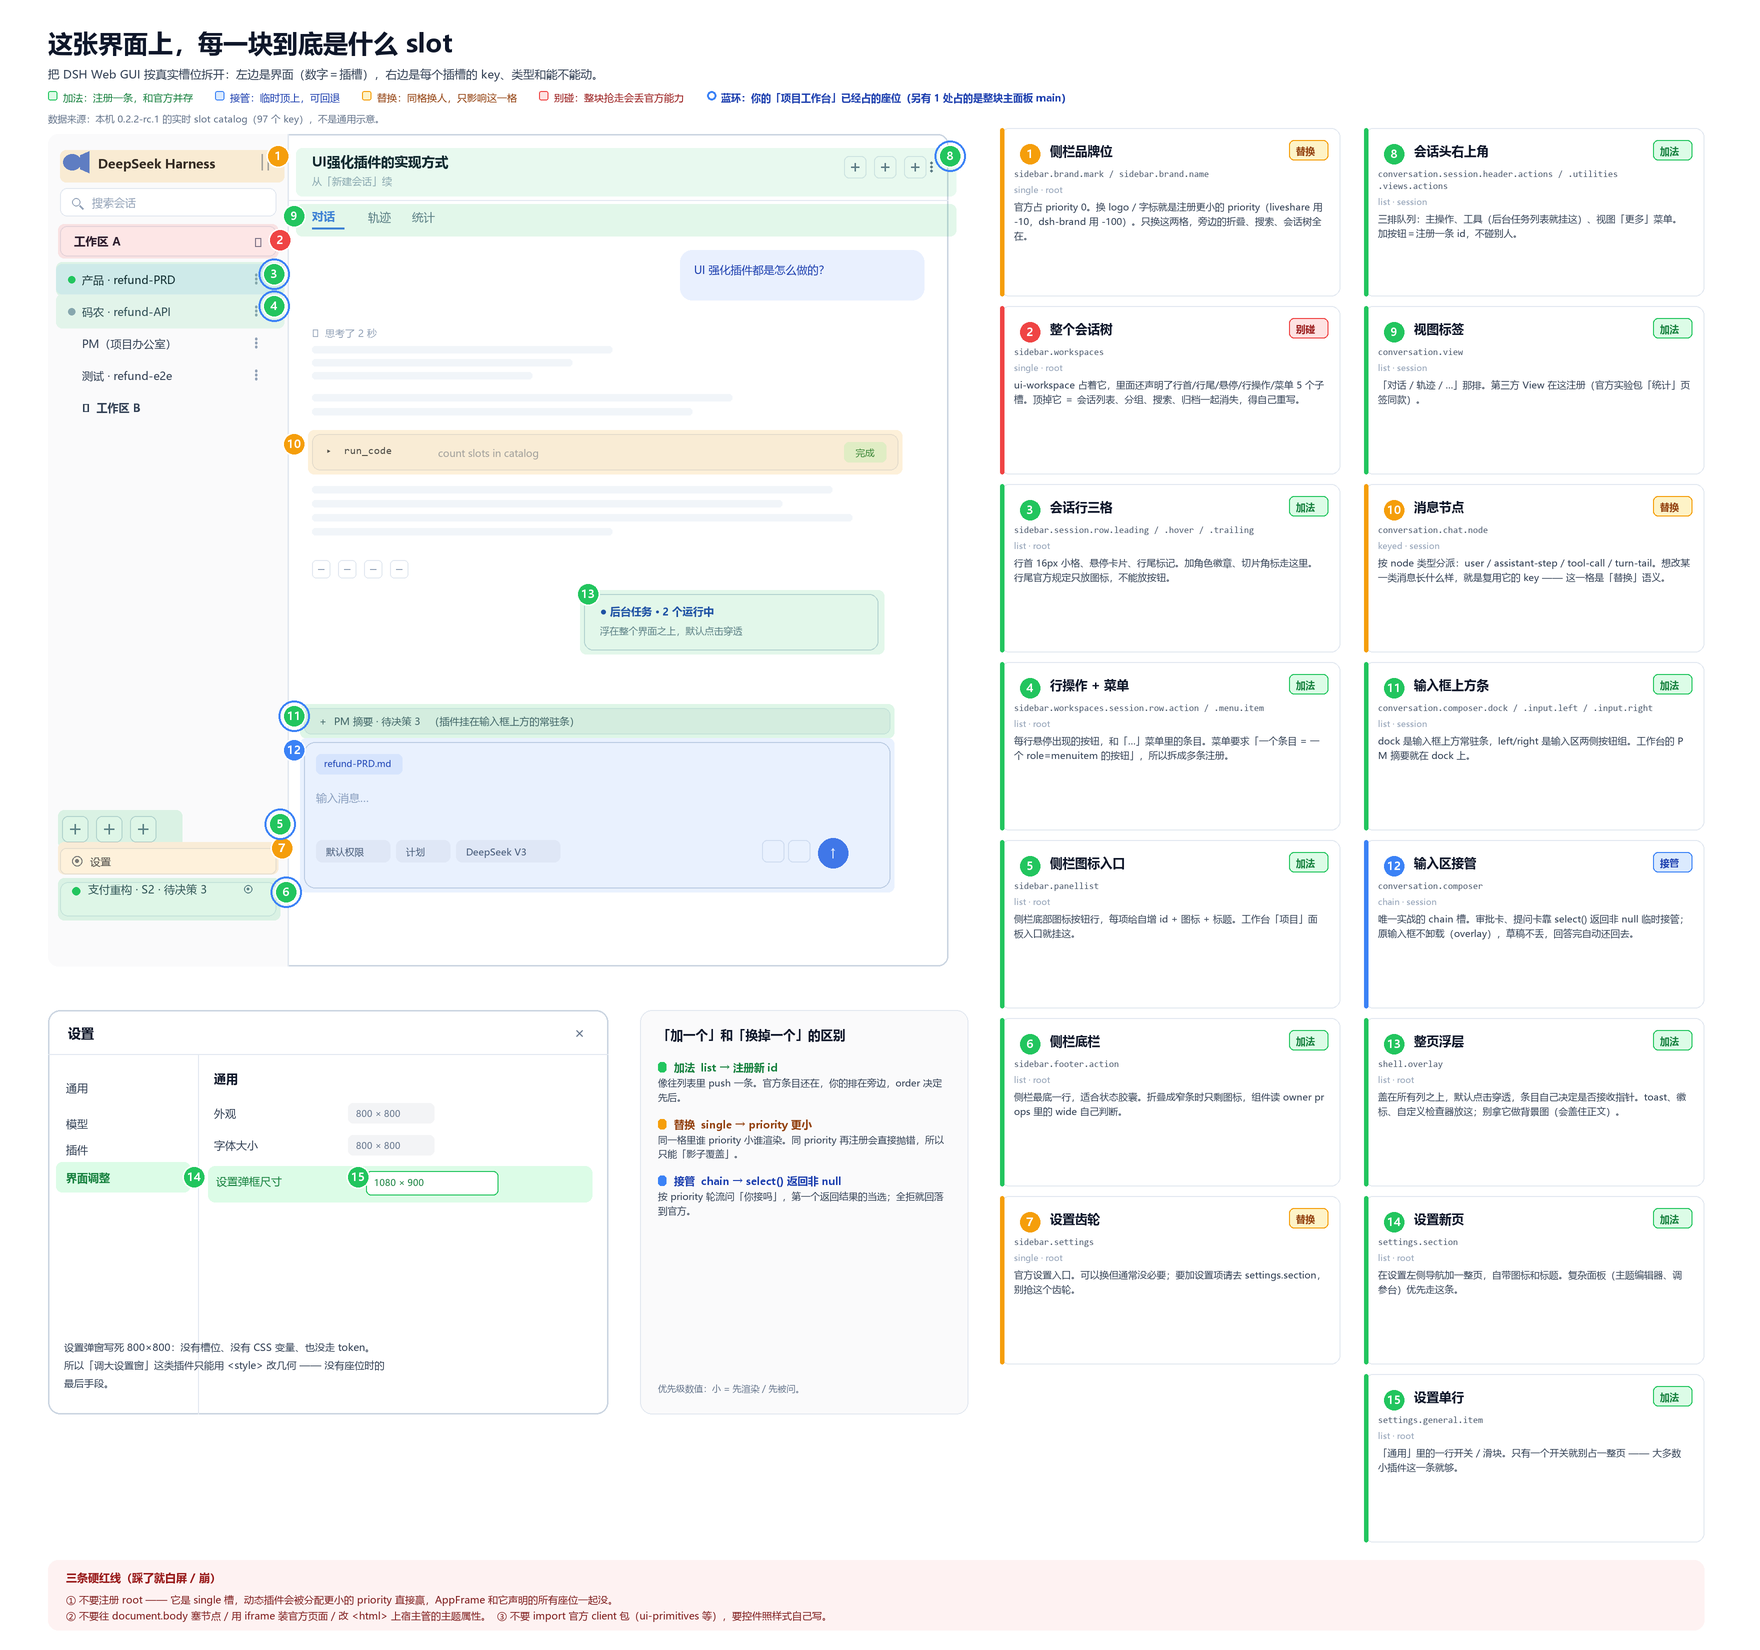 这张界面上，每一块到底是什么 slot
把 DSH Web GUI 按真实槽位拆开：左边是界面（数字＝插槽），右边是每个插槽的 key、类型和能不能动。
加法：注册一条，和官方并存
接管：临时顶上，可回退
替换：同格换人，只影响这一格
别碰：整块抢走会丢官方能力
蓝环：你的「项目工作台」已经占的座位（另有 1 处占的是整块主面板 main）
数据来源：本机 0.2.2-rc.1 的实时 slot catalog（97 个 key），不是通用示意。
DeepSeek Harness
1
搜索会话
工作区 A
2
产品 · refund-PRD
3
码农 · refund-API
4
PM（项目办公室）
测试 · refund-e2e
工作区 B
5
设置
7
支付重构 · S2 · 待决策 3
6
UI强化插件的实现方式
从「新建会话」续
8
9
对话
轨迹
统计
UI 强化插件都是怎么做的？
思考了 2 秒
10
run_code
count slots in catalog
完成
13
后台任务 • 2 个运行中
浮在整个界面之上，默认点击穿透
11
+ PM 摘要 · 待决策 3 （插件挂在输入框上方的常驻条）
12
refund-PRD.md
输入消息…
默认权限
计划
DeepSeek V3
↑
设置
×
通用
模型
插件
界面调整
14
通用
外观
800 × 800
字体大小
800 × 800
设置弹框尺寸
15
1080 × 900
设置弹窗写死 800×800：没有槽位、没有 CSS 变量、也没走 token。
所以「调大设置窗」这类插件只能用 <style> 改几何 —— 没有座位时的
最后手段。
「加一个」和「换掉一个」的区别
加法 list → 注册新 id
像往列表里 push 一条。官方条目还在，你的排在旁边，order 决定
先后。
替换 single → priority 更小
同一格里谁 priority 小谁渲染。同 priority 再注册会直接抛错，所以
只能「影子覆盖」。
接管 chain → select() 返回非 null
按 priority 轮流问「你接吗」，第一个返回结果的当选；全拒就回落
到官方。
优先级数值：小 = 先渲染 / 先被问。
1
侧栏品牌位
替换
sidebar.brand.mark / sidebar.brand.name
single · root
官方占 priority 0。换 logo / 字标就是注册更小的 priority（liveshare 用
-10，dsh-brand 用 -100）。只换这两格，旁边的折叠、搜索、会话树全
在。
2
整个会话树
别碰
sidebar.workspaces
single · root
ui-workspace 占着它，里面还声明了行首/行尾/悬停/行操作/菜单 5 个子
槽。顶掉它 ＝ 会话列表、分组、搜索、归档一起消失，得自己重写。
3
会话行三格
加法
sidebar.session.row.leading / .hover / .trailing
list · root
行首 16px 小格、悬停卡片、行尾标记。加角色徽章、切片角标走这里。
行尾官方规定只放图标，不能放按钮。
4
行操作 + 菜单
加法
sidebar.workspaces.session.row.action / .menu.item
list · root
每行悬停出现的按钮，和「…」菜单里的条目。菜单要求「一个条目 = 一
个 role=menuitem 的按钮」，所以拆成多条注册。
5
侧栏图标入口
加法
sidebar.panellist
list · root
侧栏底部图标按钮行，每项给自增 id + 图标 + 标题。工作台「项目」面
板入口就挂这。
6
侧栏底栏
加法
sidebar.footer.action
list · root
侧栏最底一行，适合状态胶囊。折叠成窄条时只剩图标，组件读 owner pr
ops 里的 wide 自己判断。
7
设置齿轮
替换
sidebar.settings
single · root
官方设置入口。可以换但通常没必要；要加设置项请去 settings.section，
别抢这个齿轮。
8
会话头右上角
加法
conversation.session.header.actions / .utilities
.views.actions
list · session
三排队列：主操作、工具（后台任务列表就挂这）、视图「更多」菜单。
加按钮＝注册一条 id，不碰别人。
9
视图标签
加法
conversation.view
list · session
「对话 / 轨迹 / …」那排。第三方 View 在这注册（官方实验包「统计」页
签同款）。
10
消息节点
替换
conversation.chat.node
keyed · session
按 node 类型分派：user / assistant-step / tool-call / turn-tail。想改某
一类消息长什么样，就是复用它的 key —— 这一格是「替换」语义。
11
输入框上方条
加法
conversation.composer.dock / .input.left / .input.right
list · session
dock 是输入框上方常驻条，left/right 是输入区两侧按钮组。工作台的 P
M 摘要就在 dock 上。
12
输入区接管
接管
conversation.composer
chain · session
唯一实战的 chain 槽。审批卡、提问卡靠 select() 返回非 null 临时接管；
原输入框不卸载（overlay），草稿不丢，回答完自动还回去。
13
整页浮层
加法
shell.overlay
list · root
盖在所有列之上，默认点击穿透，条目自己决定是否接收指针。toast、徽
标、自定义检查器放这；别拿它做背景图（会盖住正文）。
14
设置新页
加法
settings.section
list · root
在设置左侧导航加一整页，自带图标和标题。复杂面板（主题编辑器、调
参台）优先走这条。
15
设置单行
加法
settings.general.item
list · root
「通用」里的一行开关 / 滑块。只有一个开关就别占一整页 —— 大多数
小插件这一条就够。
三条硬红线（踩了就白屏 / 崩）
① 不要注册 root —— 它是 single 槽，动态插件会被分配更小的 priority 直接赢，AppFrame 和它声明的所有座位一起没。
② 不要往 document.body 塞节点 / 用 iframe 装官方页面 / 改 <html> 上宿主管的主题属性。 ③ 不要 import 官方 client 包（ui-primitives 等），要控件照样式自己写。